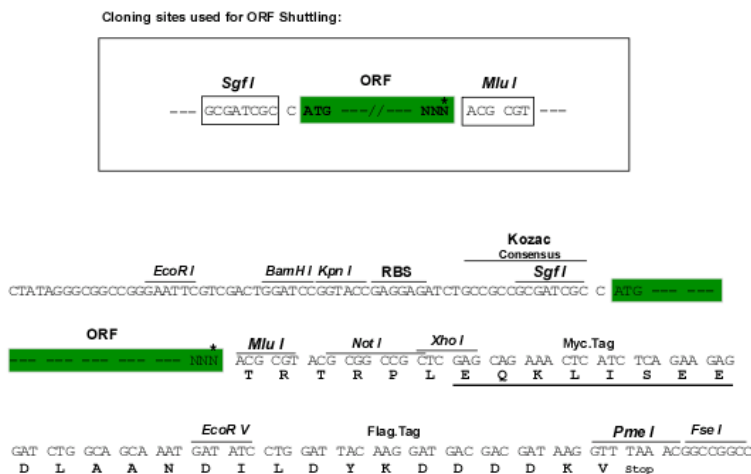 Cloning sites used for ORF Shuttling:
Sgf I ORF Mlu I
--- GCGATCGC C ATG ---//--- NNN* ACG CGT ---
Kozac
Consensus
EcoR I BamH I Kpn I RBS Sgf I
CTATAGGGCGGCCGGGAATTCGTCGACTGGATCCGGTACCGAGGAGATCTGCCGCCGCGATCGC C ATG --- ---
ORF
Mlu I Not I Xho I Myc.Tag
--- --- --- --- --- --- NNN* ACG CGT ACG CGG CCG CTC GAG CAG AAA CTC ATC TCA GAA GAG
T R T R P L E Q K L I S E E
EcoR V Flag.Tag Pme I Fse I
GAT CTG GCA GCA AAT GAT ATC CTG GAT TAC AAG GAT GAC GAC GAT AAG GTT TAA ACGGCCGGCC
D L A A N D I L D Y K D D D D K V Stop